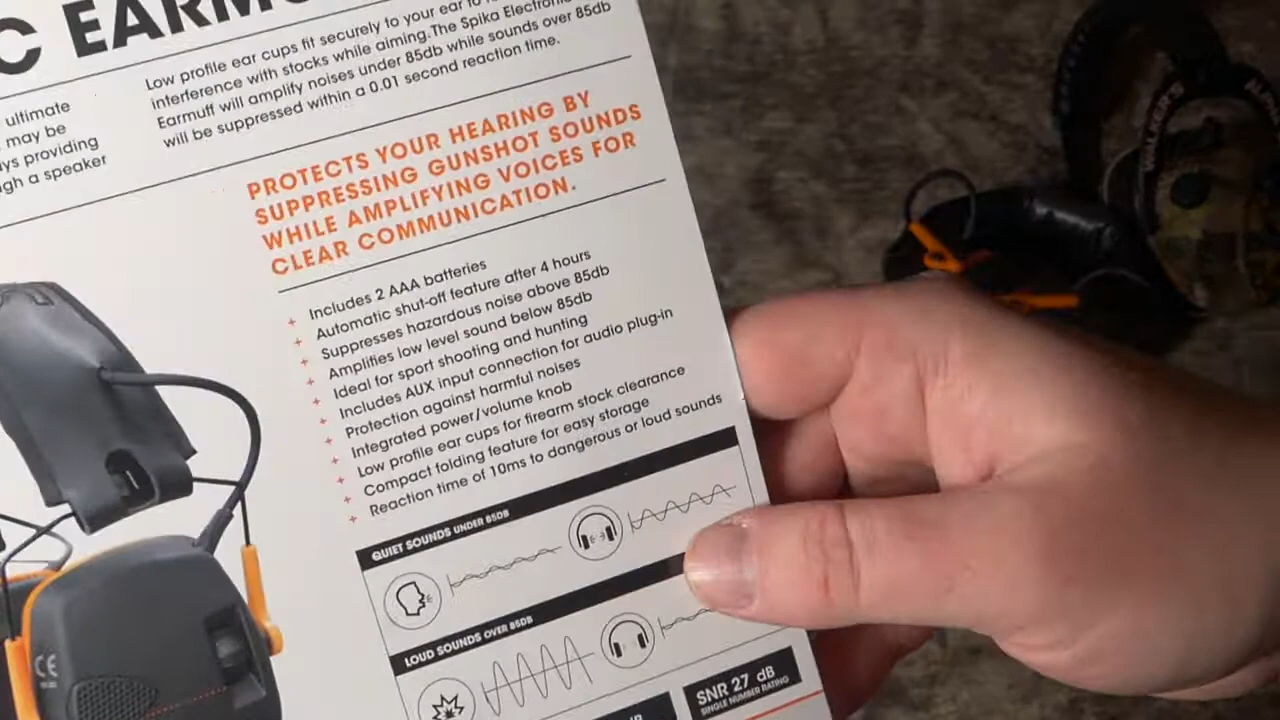 C EARMU
ultimate
may be
ys providing
gh a speaker
Low profile ear cups fit securely to your ear to
interference with stocks while aiming. The Spika Electronic
Earmuff will amplify noises under 85db while sounds over 85db
will be suppressed within a 0.01 second reaction time.
PROTECTS YOUR HEARING BY
SUPPRESSING GUNSHOT SOUNDS
WHILE AMPLIFYING VOICES FOR
CLEAR COMMUNICATION.
+ Includes 2 AAA batteries
+ Automatic shut-off feature after 4 hours
+ Suppresses hazardous noise above 85db
+ Amplifies low level sound below 85db
+ Ideal for sport shooting and hunting
+ Includes AUX input connection for audio plug-in
+ Protection against harmful noises
+ Integrated power/volume knob
+ Low profile ear cups for firearm stock clearance
+ Compact folding feature for easy storage
+ Reaction time of 10ms to dangerous or loud sounds
QUIET SOUNDS UNDER 85DB
LOUD SOUNDS OVER 85DB
SNR 27 dB
SINGLE NUMBER RATING
CE
WALKER'S